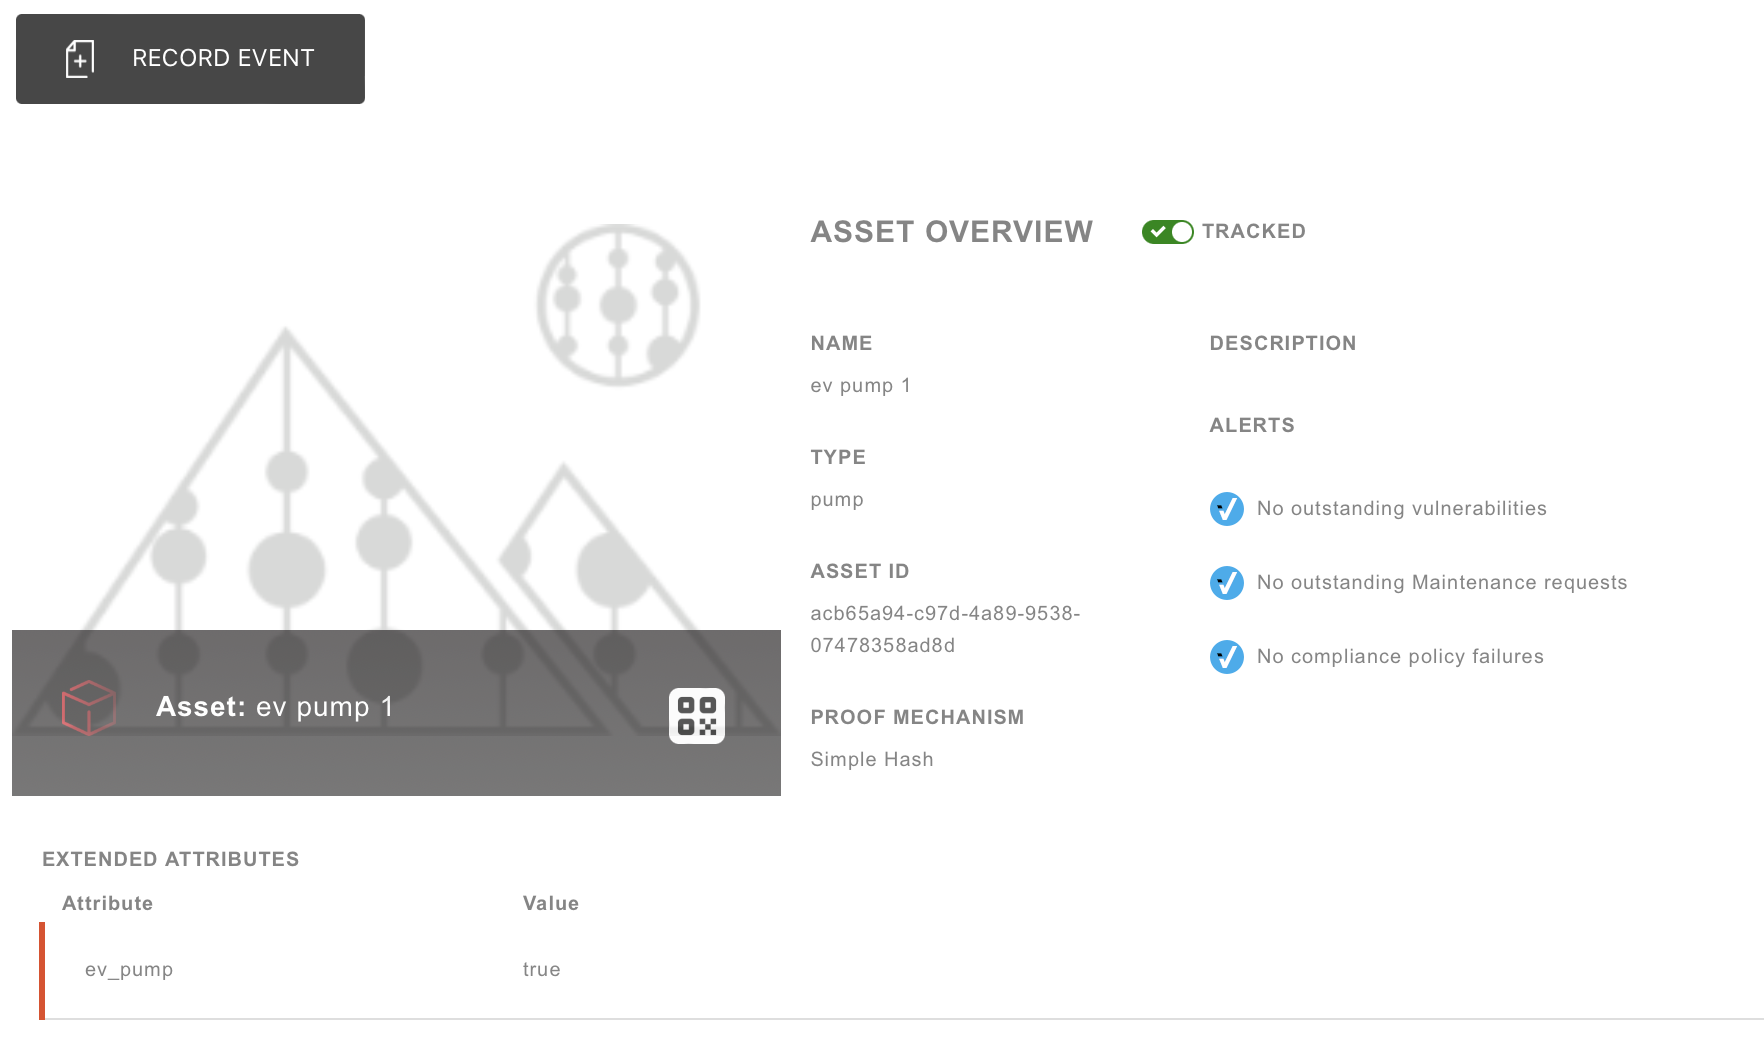 RECORD EVENT
ASSET OVERVIEW
TRACKED
NAME
ev pump 1
TYPE
pump
ASSET ID
acb65a94-c97d-4a89-9538-
07478358ad8d
PROOF MECHANISM
Simple Hash
DESCRIPTION
ALERTS
No outstanding vulnerabilities
No outstanding Maintenance requests
No compliance policy failures
Asset: ev pump 1
EXTENDED ATTRIBUTES
Attribute Value
ev_pump true